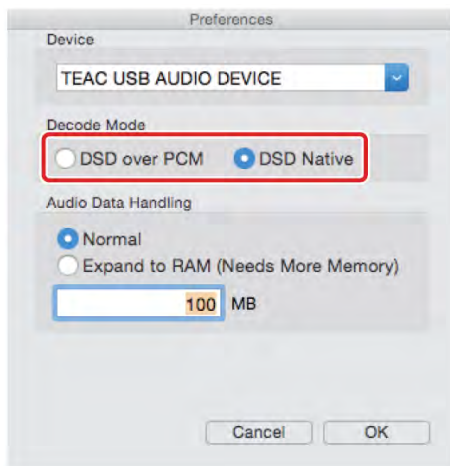 Preferences
Device
TEAC USB AUDIO DEVICE
Decode Mode
DSD over PCM DSD Native
Audio Data Handling
Normal
Expand to RAM (Needs More Memory)
100 MB
Cancel OK